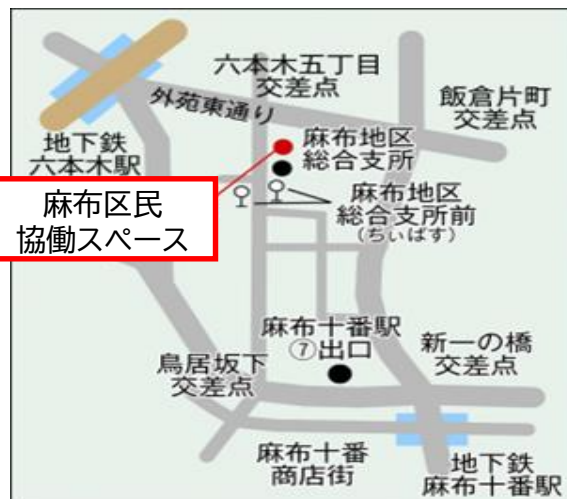 六本木五丁目
交差点
外苑東通り
飯倉片町
交差点
地下鉄
六本木駅
麻布地区
総合支所
麻布区民
協働スペース
麻布地区
総合支所前
(ちぃばす)
麻布十番駅
⑦出口
新一の橋
交差点
鳥居坂下
交差点
麻布十番
商店街
地下鉄
麻布十番駅